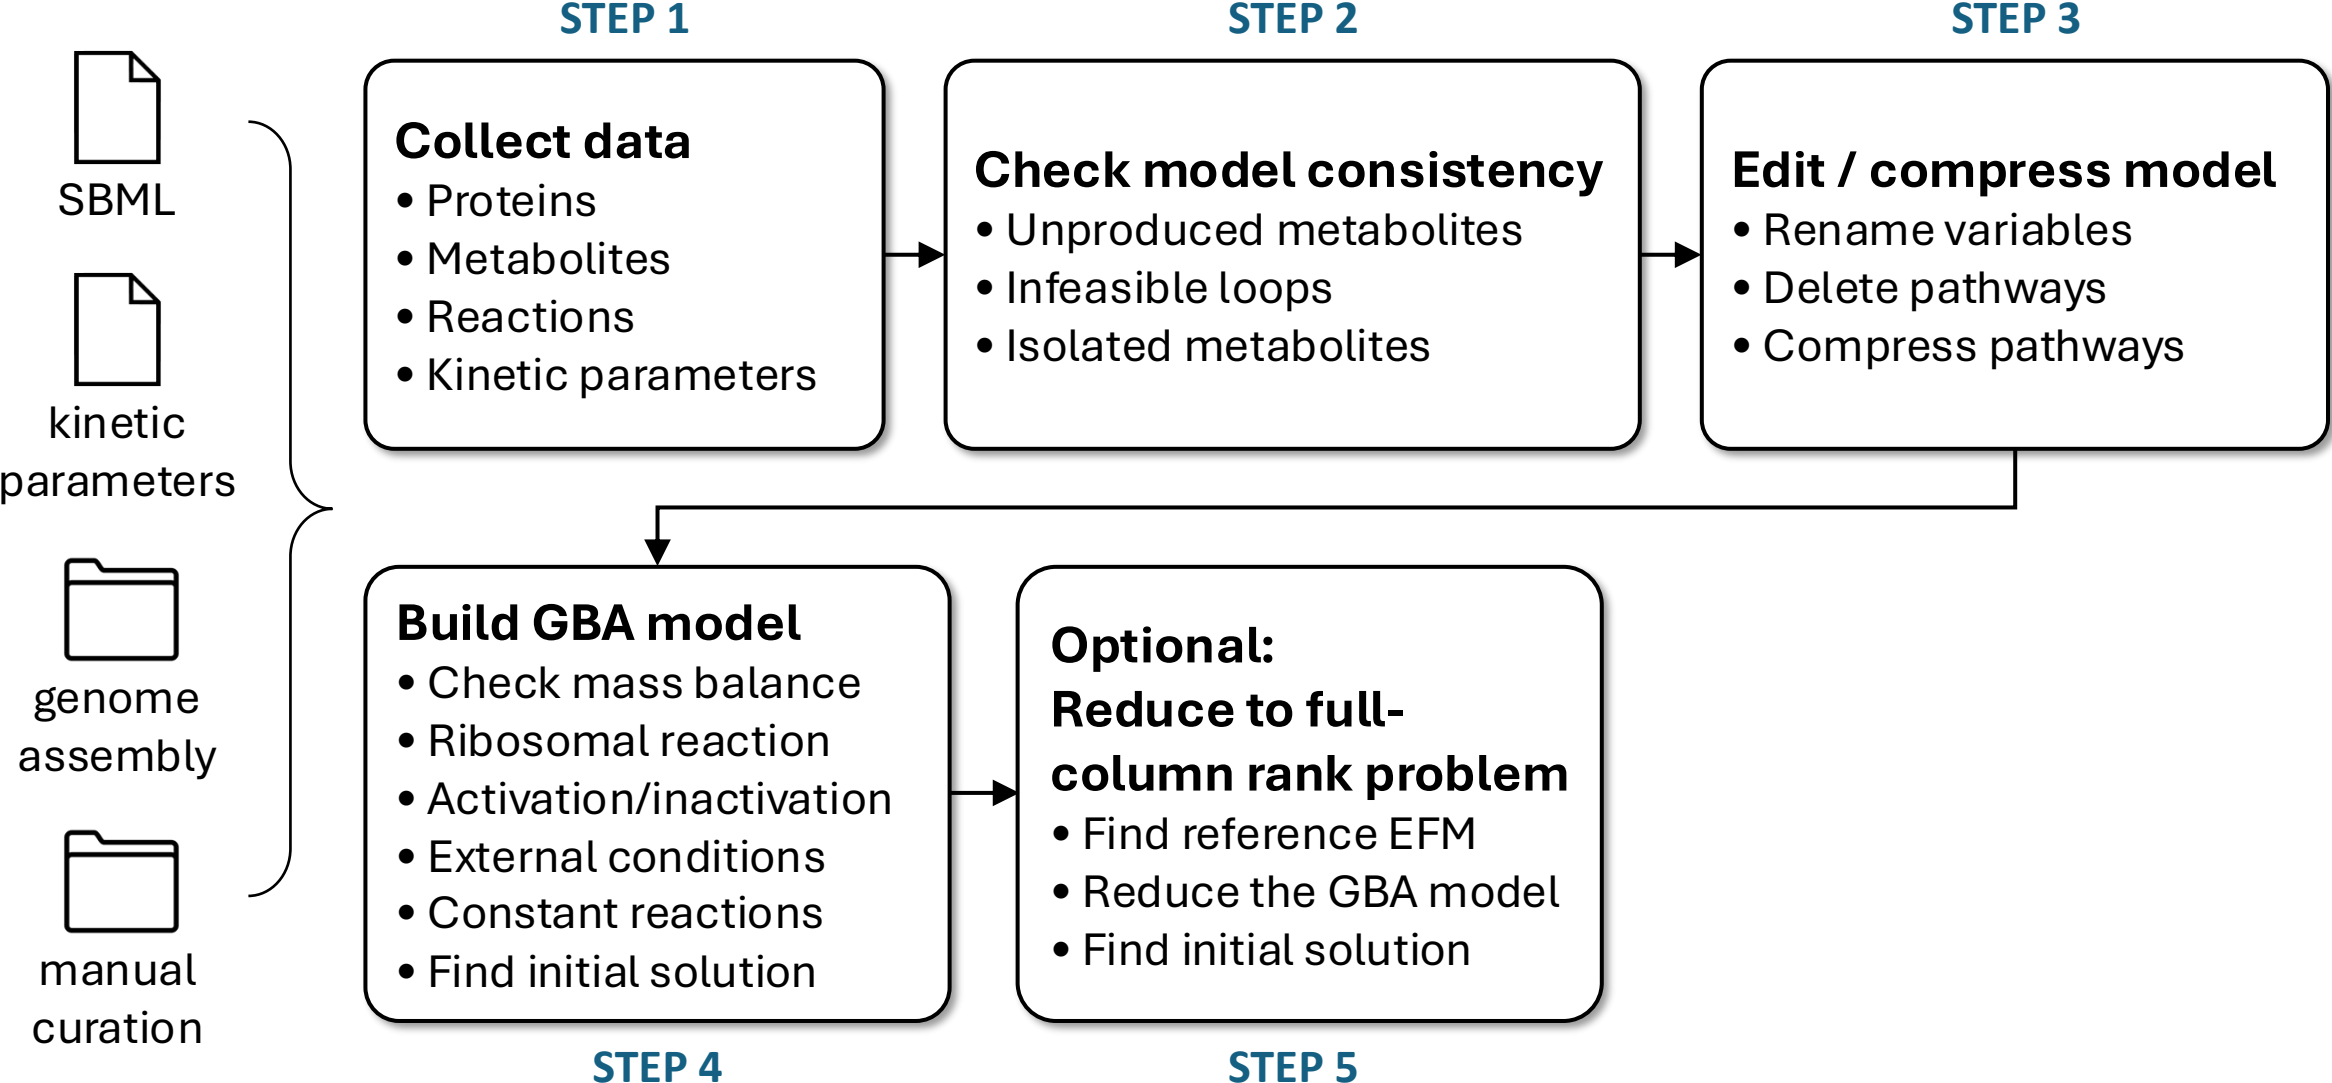 SBML
kinetic
parameters
genome
assembly
manual
curation
STEP 1
Collect data
• Proteins
• Metabolites
• Reactions
• Kinetic parameters
STEP 2
Check model consistency
• Unproduced metabolites
• Infeasible loops
• Isolated metabolites
STEP 3
Edit / compress model
• Rename variables
• Delete pathways
• Compress pathways
Build GBA model
• Check mass balance
• Ribosomal reaction
• Activation/inactivation
• External conditions
• Constant reactions
• Find initial solution
STEP 4
Optional:
Reduce to full-
column rank problem
• Find reference EFM
• Reduce the GBA model
• Find initial solution
STEP 5